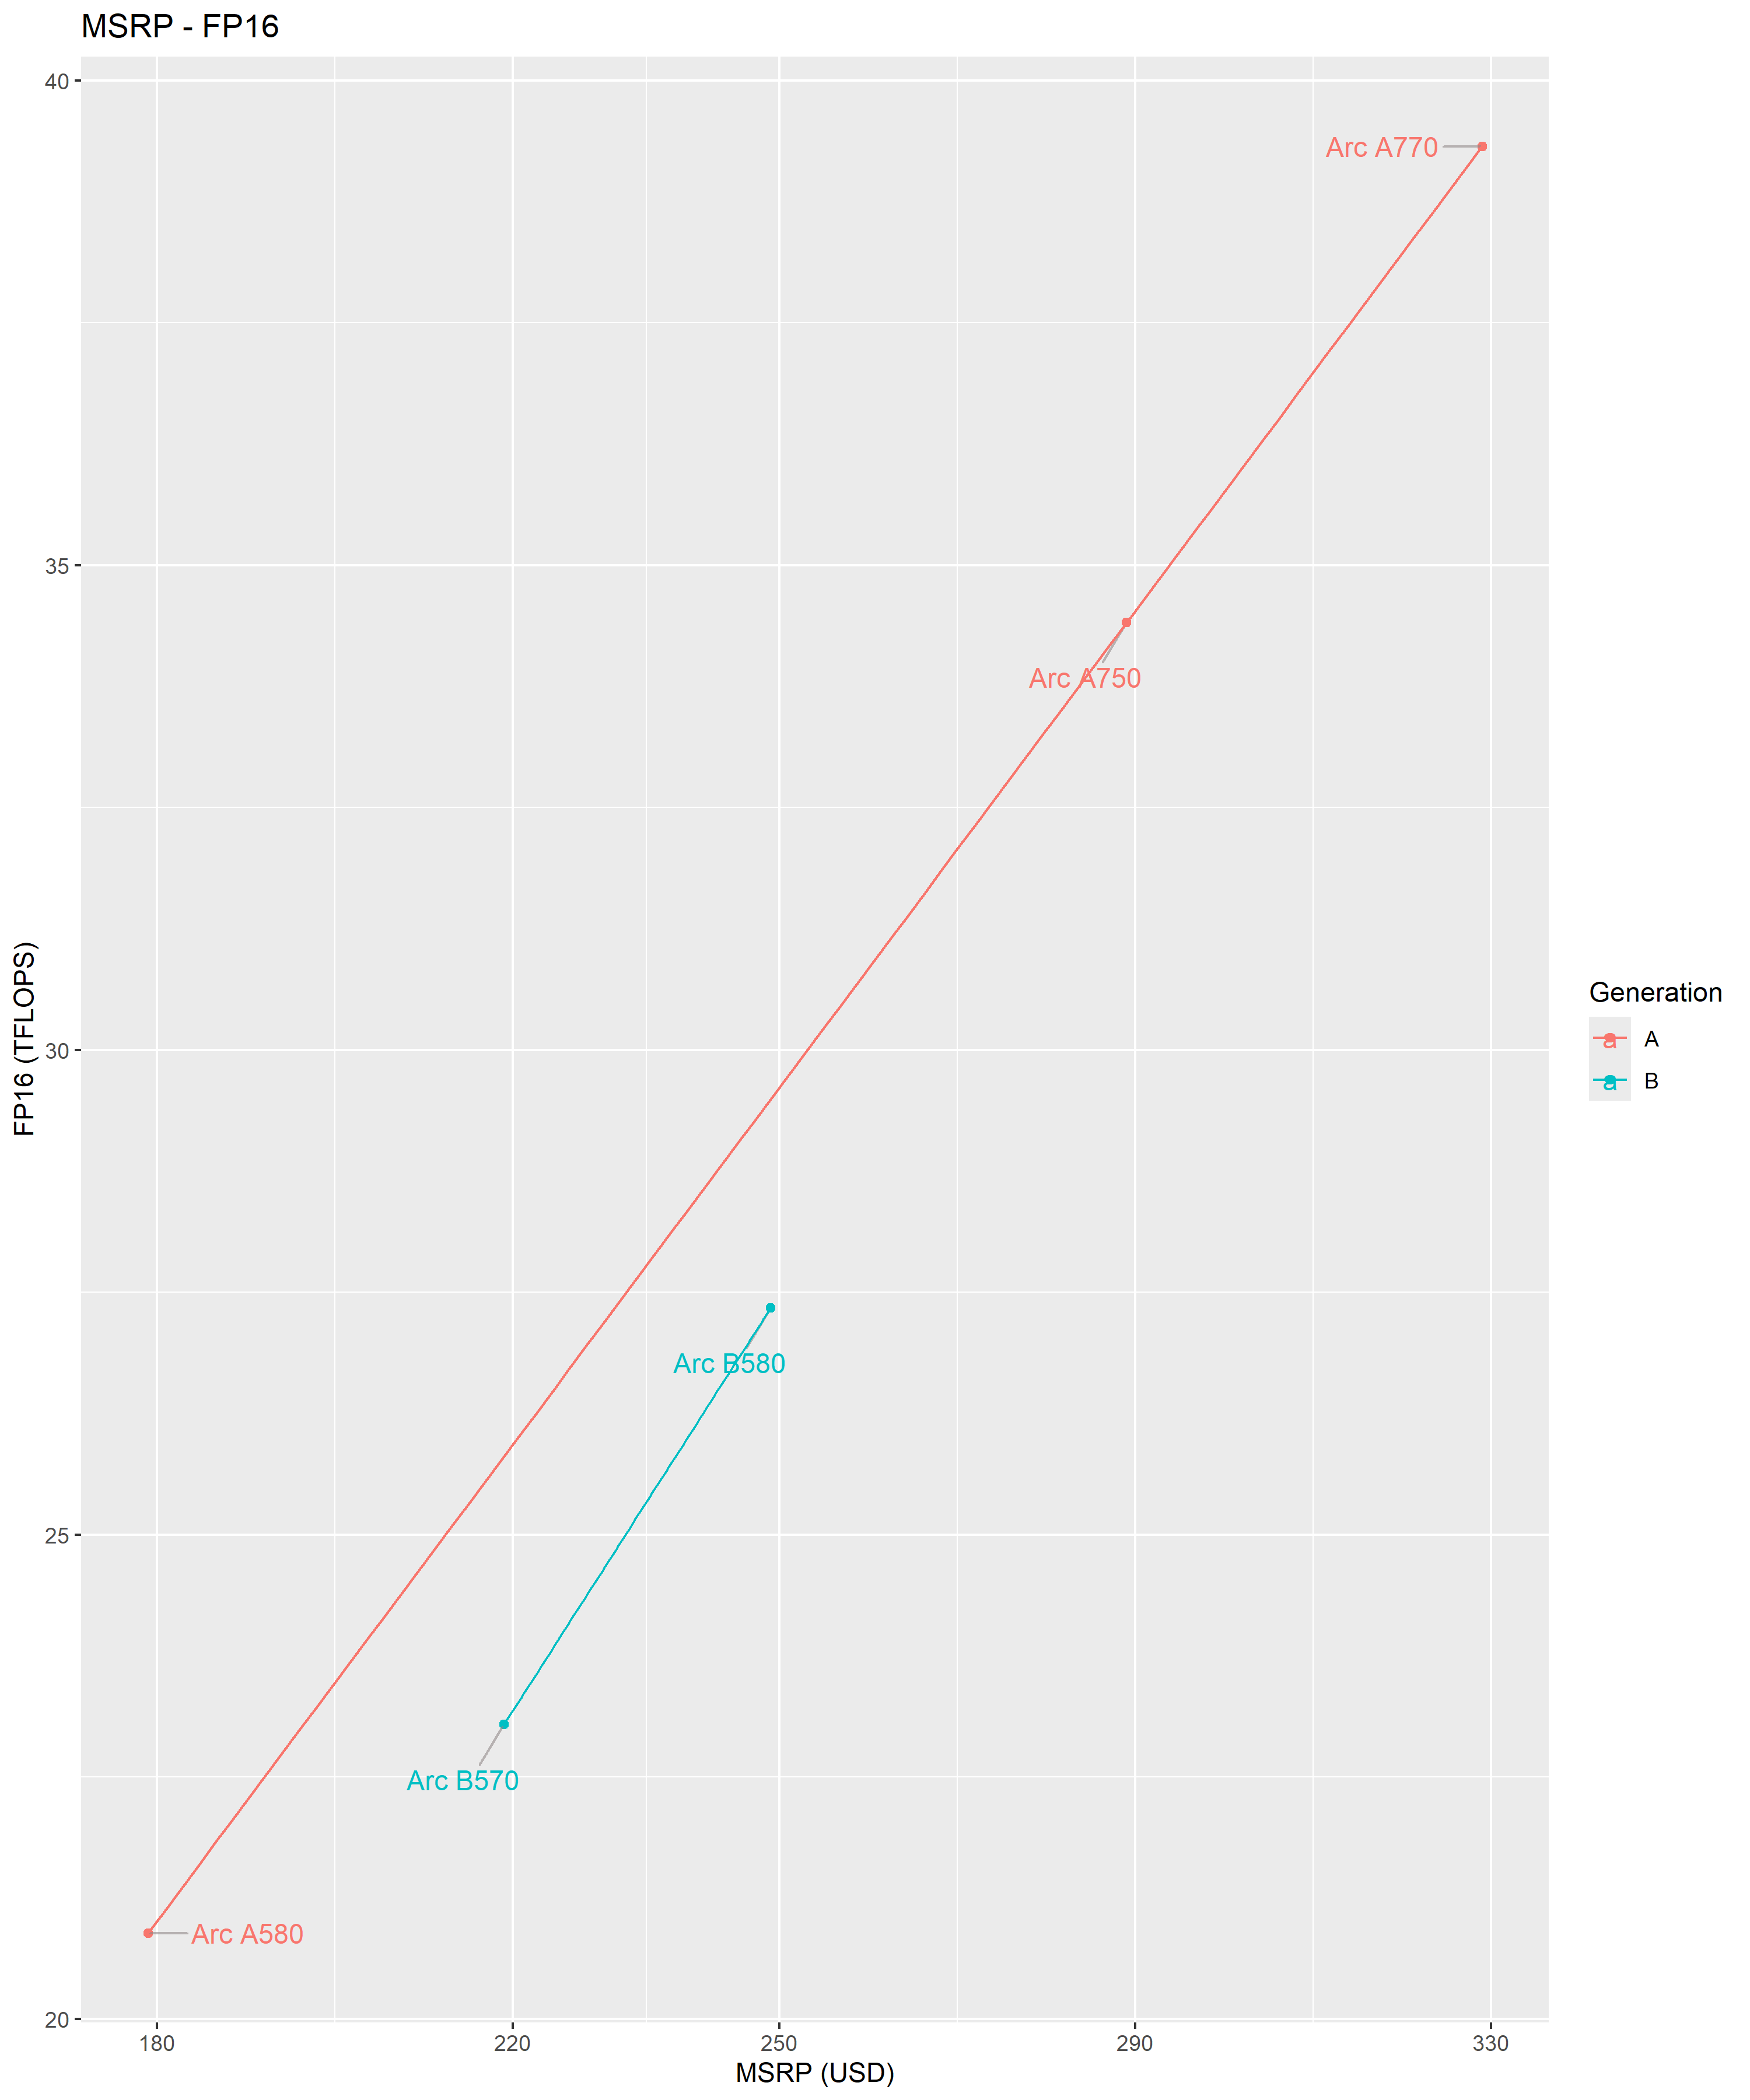 MSRP - FP16
40
35
30
25
20
FP16 (TFLOPS)
Arc A770
Arc A750
Arc B580
Arc B570
Arc A580
180
220
250
290
330
MSRP (USD)
Generation
a A
a B